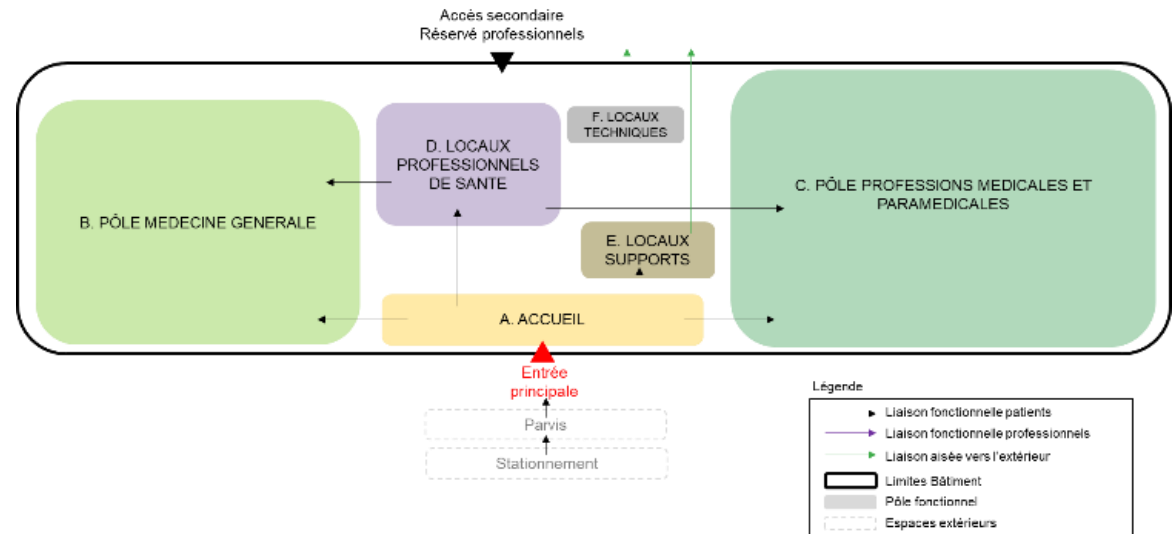 Accès secondaire
Réservé professionnels
F. LOCAUX
TECHNIQUES
D. LOCAUX
PROFESSIONNELS
DE SANTE
C. PÔLE PROFESSIONS MEDICALES ET
PARAMEDICALES
B. PÔLE MEDECINE GENERALE
E. LOCAUX
SUPPORTS
A. ACCUEIL
Entrée
principale
Parvis
Stationnement
Légende
Liaison fonctionnelle patients
Liaison fonctionnelle professionnels
Liaison aisée vers l'extérieur
Limites Bâtiment
Pôle fonctionnel
Espaces extérieurs